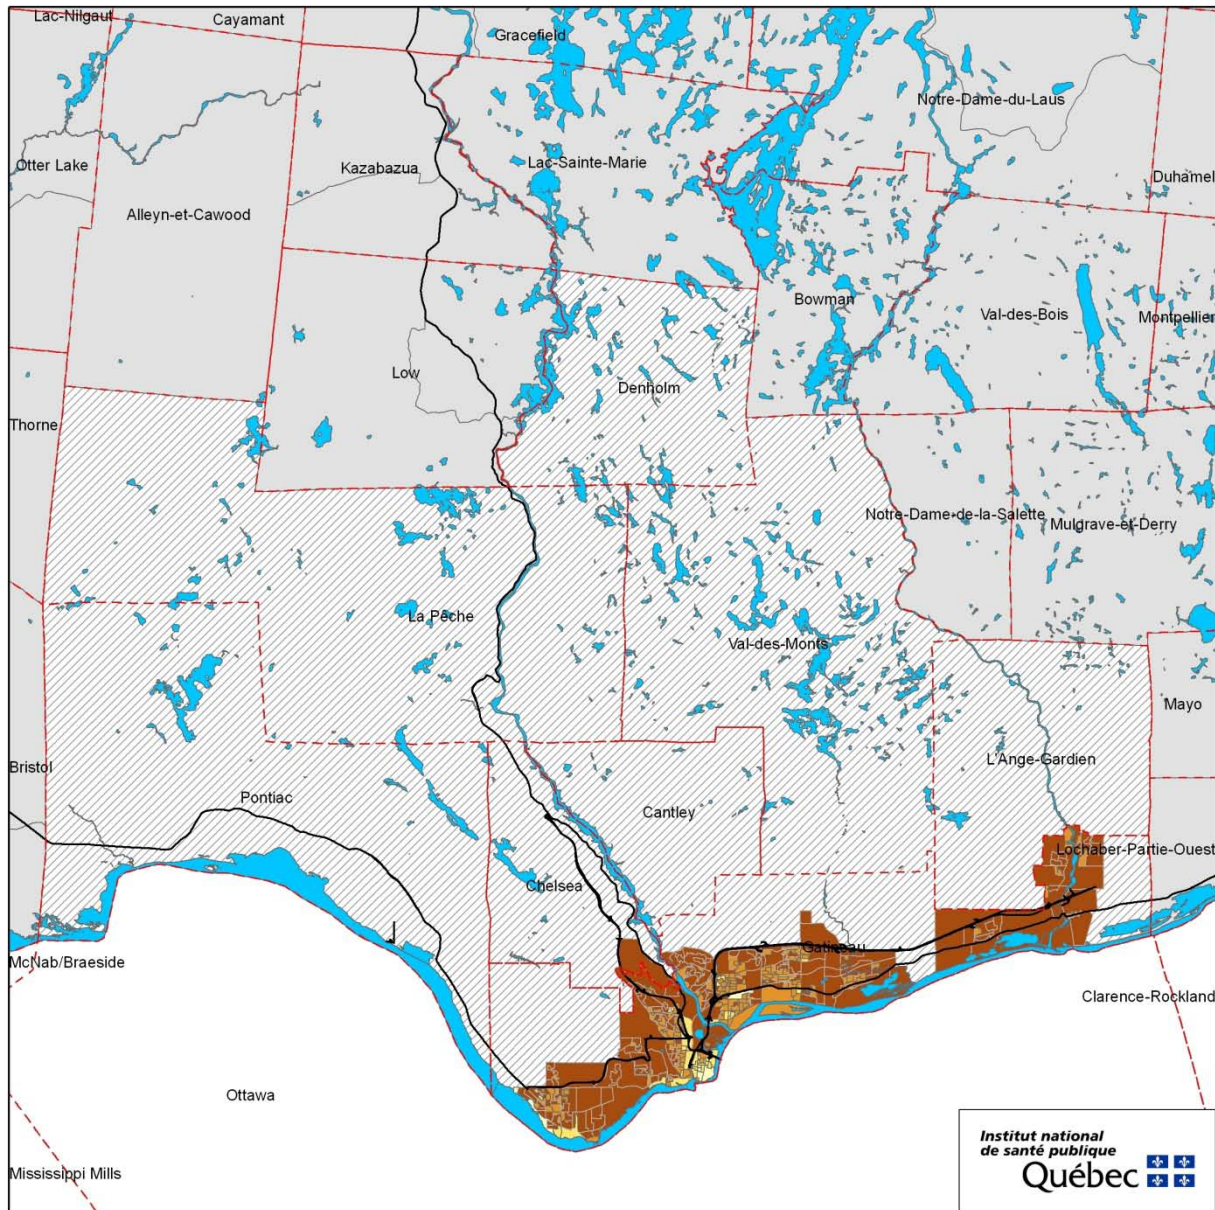 Lac-Nilgaut
Cayamant
Gracefield
Notre-Dame-du-Laus
Otter Lake
Kazabazua
Lac-Sainte-Marie
Duhamel
Alleyn-et-Cawood
Bowman
Val-des-Bois
Montpellier
Low
Denholm
Thorne
Notre-Dame-de-la-Salette
Mulgrave-et-Derry
La Pêche
Val-des-Monts
Mayo
L'Ange-Gardien
Bristol
Pontiac
Cantley
Lochaber-Partie-Ouest
Chelsea
Gatineau
McNab/Braeside
Clarence-Rockland
Ottawa
Mississippi Mills
Institut national
de santé publique
Québec